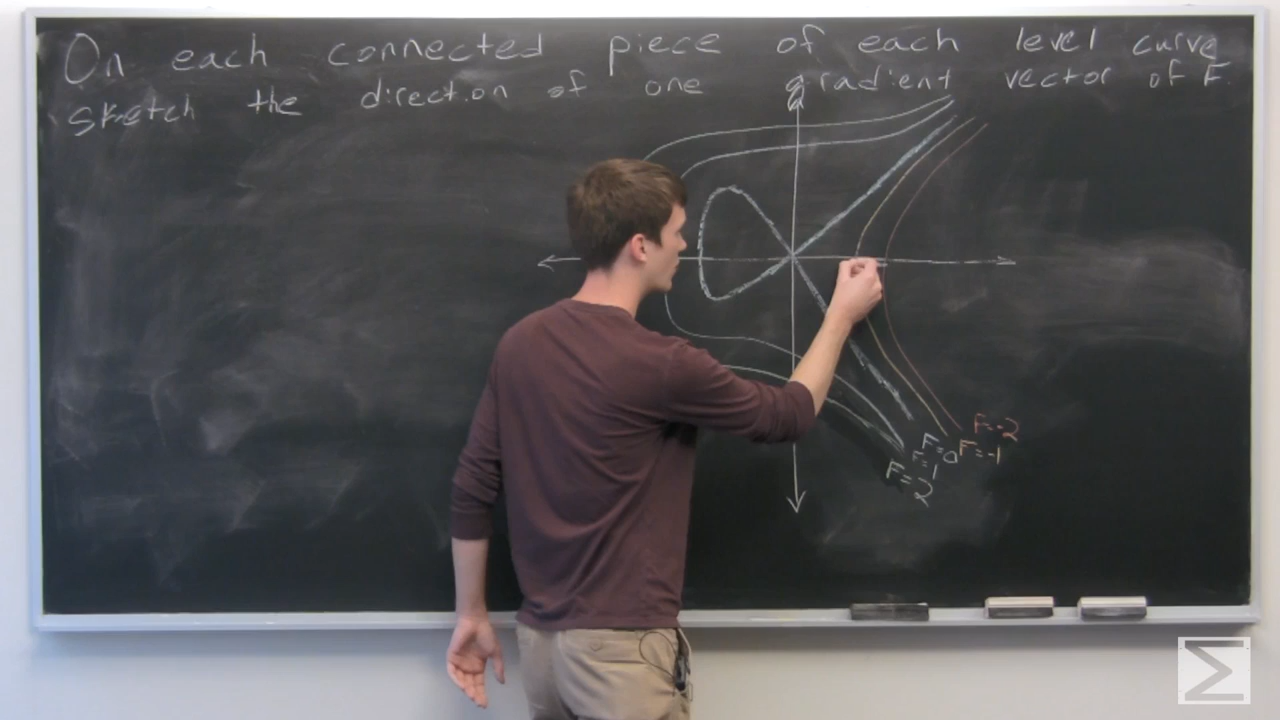 On each connected piece of each level curve
sketch the direction of one gradient vector of F.
F=-2
F=-1
F=0
F=1
F=2
Σ